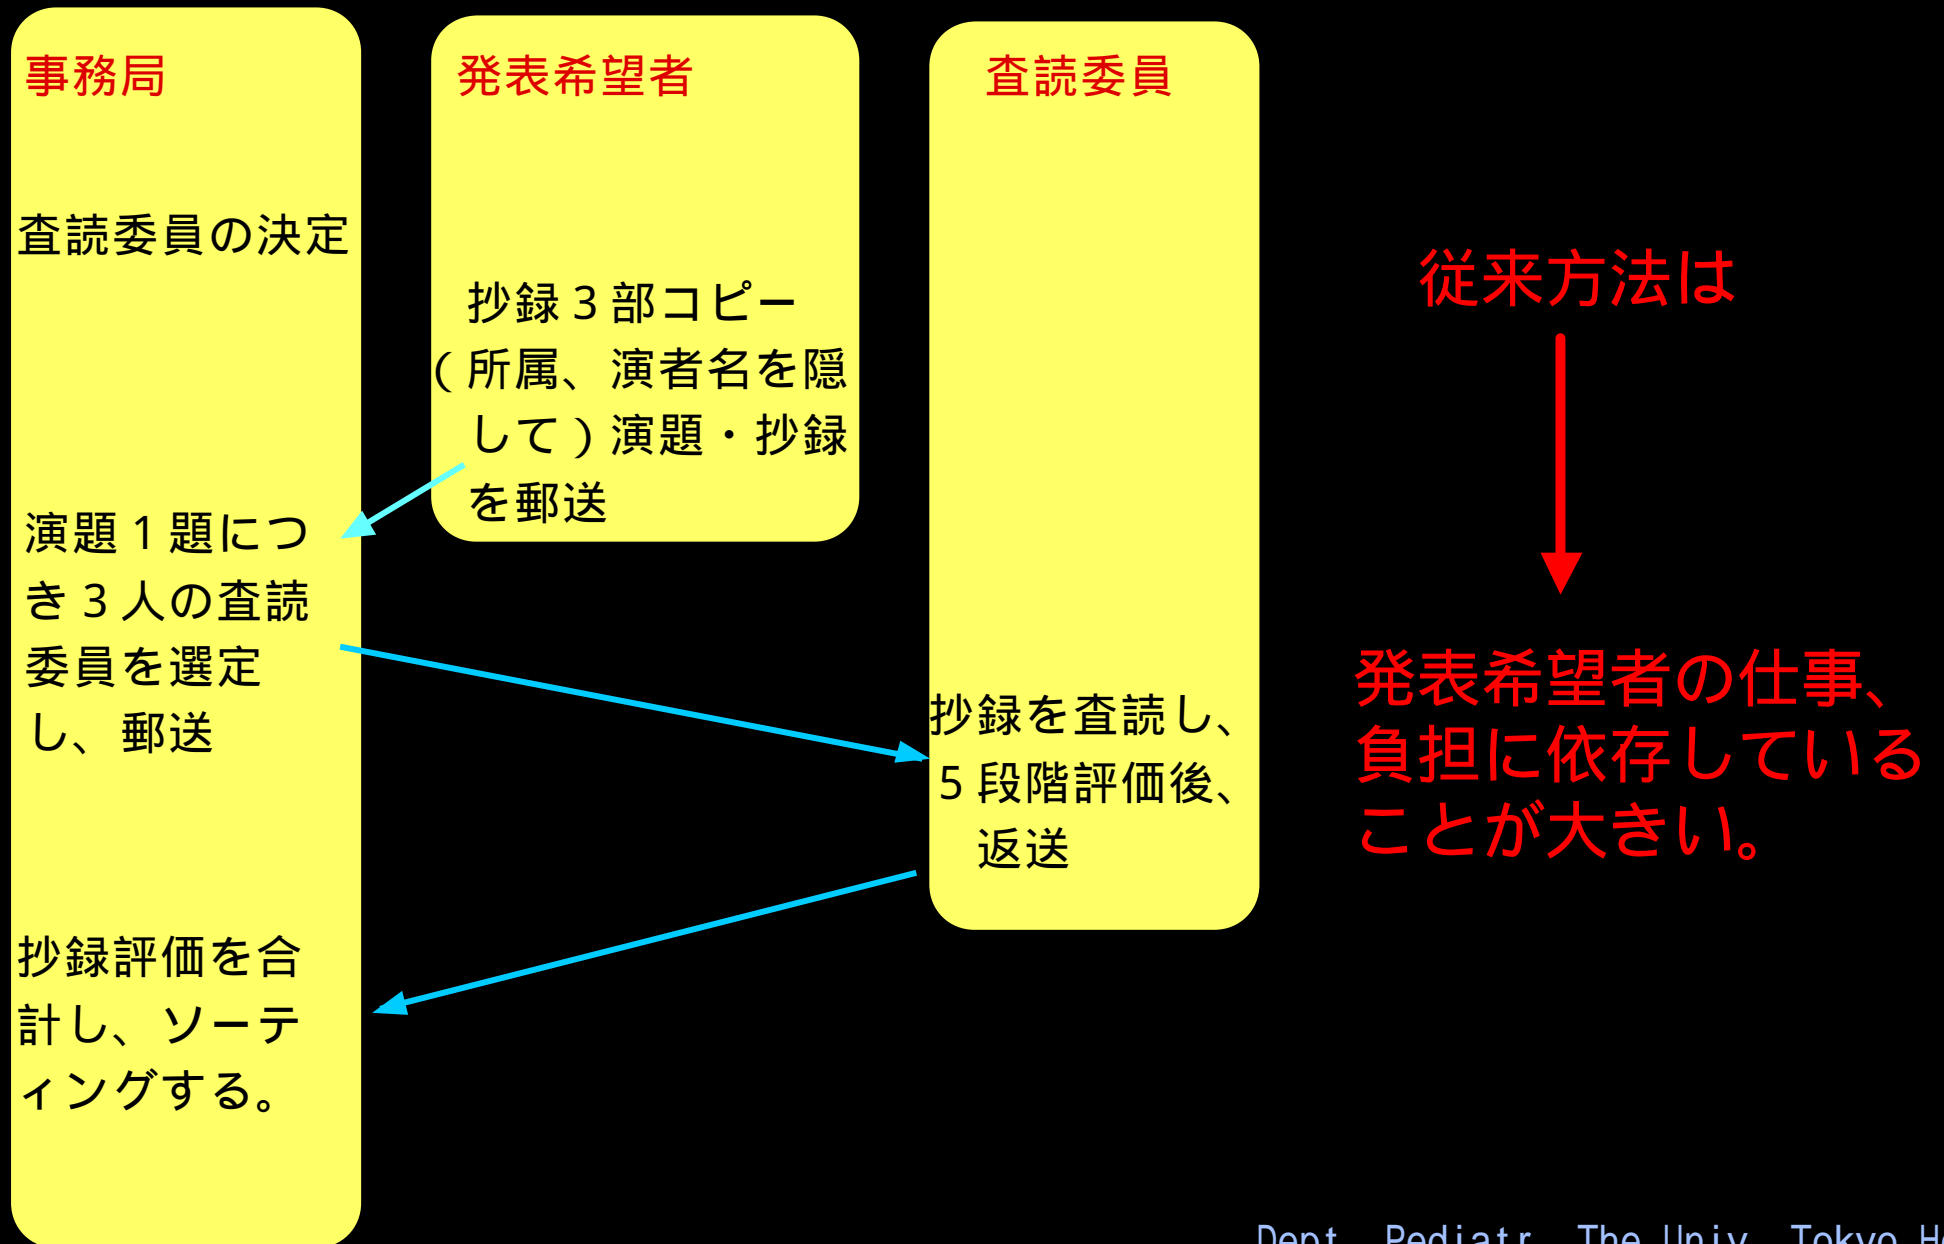 事務局
査読委員の決定
演題1題につ
き3人の査読
委員を選定
し、郵送
抄録評価を合
計し、ソーテ
ィングする。
発表希望者
抄録3部コピー
(所属、演者名を隠
して)演題・抄録
を郵送
査読委員
抄録を査読し、
5段階評価後、
返送
従来方法は
発表希望者の仕事、
負担に依存している
ことが大きい。
Dept. Pediatr. The Univ. Tokyo